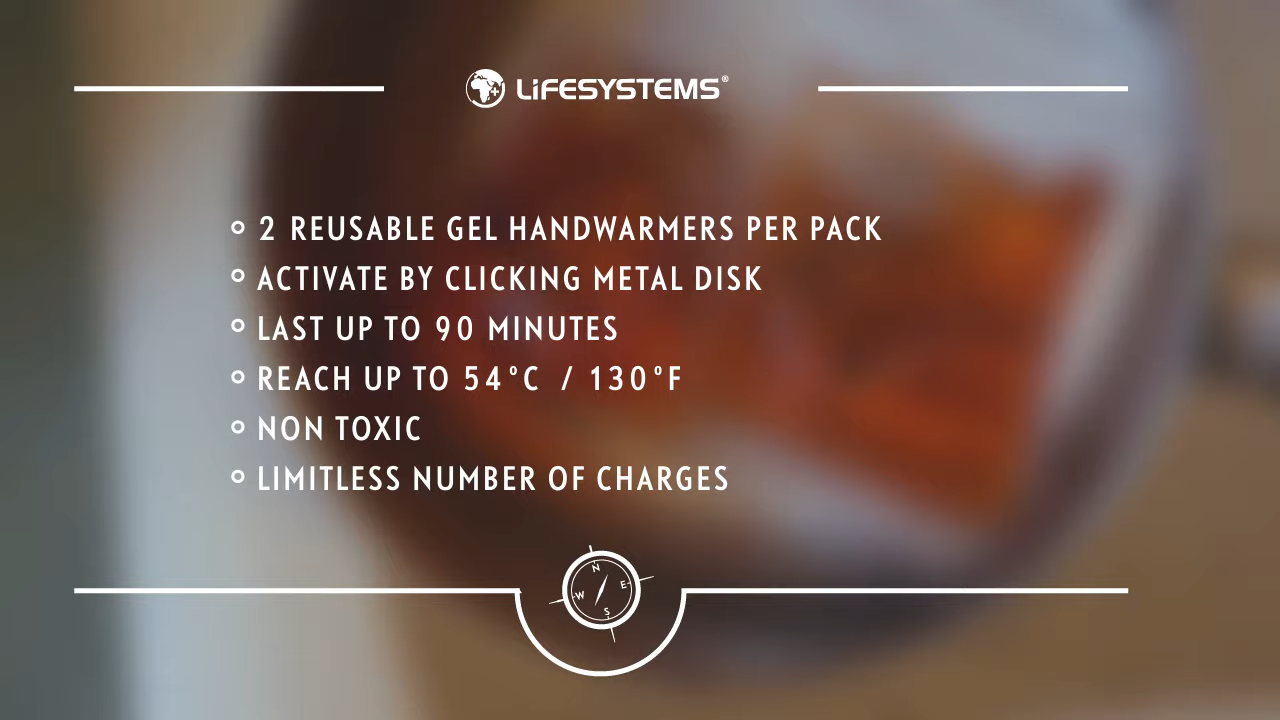 LiFESYSTEMS®
2 REUSABLE GEL HANDWARMERS PER PACK
ACTIVATE BY CLICKING METAL DISK
LAST UP TO 90 MINUTES
REACH UP TO 54°C / 130°F
NON TOXIC
LIMITLESS NUMBER OF CHARGES
N
W E
S